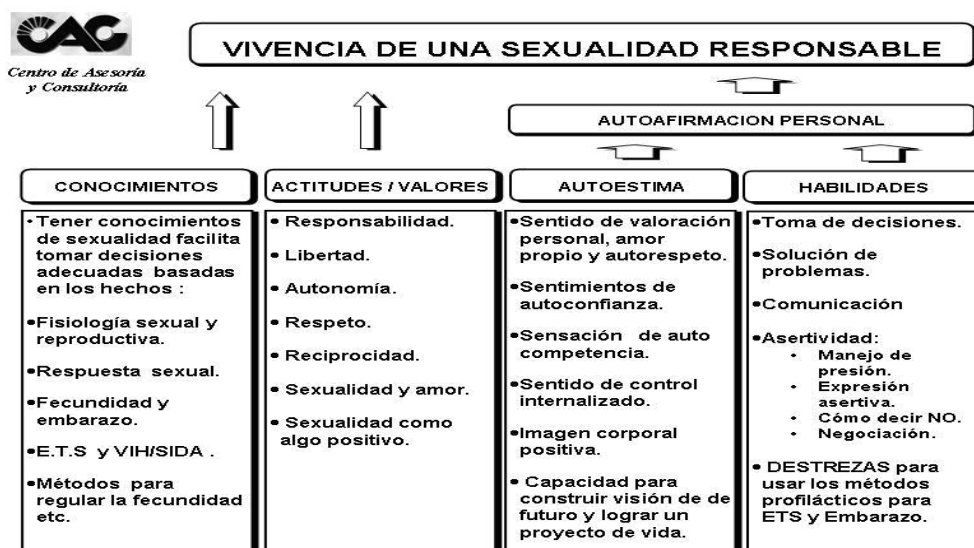 CAC
Centro de Asesoría
y Consultoría
VIVENCIA DE UNA SEXUALIDAD RESPONSABLE
AUTOAFIRMACION PERSONAL
CONOCIMIENTOS
• Tener conocimientos
de sexualidad facilita
tomar decisiones
adecuadas basadas
en los hechos :
•Fisiología sexual y
reproductiva.
•Respuesta sexual.
•Fecundidad y
embarazo.
•E.T.S y VIH/SIDA .
•Métodos para
regular la fecundidad
etc.
ACTITUDES / VALORES
• Responsabilidad.
• Libertad.
• Autonomía.
• Respeto.
• Reciprocidad.
• Sexualidad y amor.
• Sexualidad como
algo positivo.
AUTOESTIMA
•Sentido de valoración
personal, amor
propio y autorespeto.
•Sentimientos de
autoconfianza.
•Sensación de auto
competencia.
•Sentido de control
internalizado.
•Imagen corporal
positiva.
• Capacidad para
construir visión de de
futuro y lograr un
proyecto de vida.
HABILIDADES
•Toma de decisiones.
•Solución de
problemas.
•Comunicación
•Asertividad:
• Manejo de
presión.
• Expresión
asertiva.
• Cómo decir NO.
• Negociación.
• DESTREZAS para
usar los métodos
profilácticos para
ETS y Embarazo.